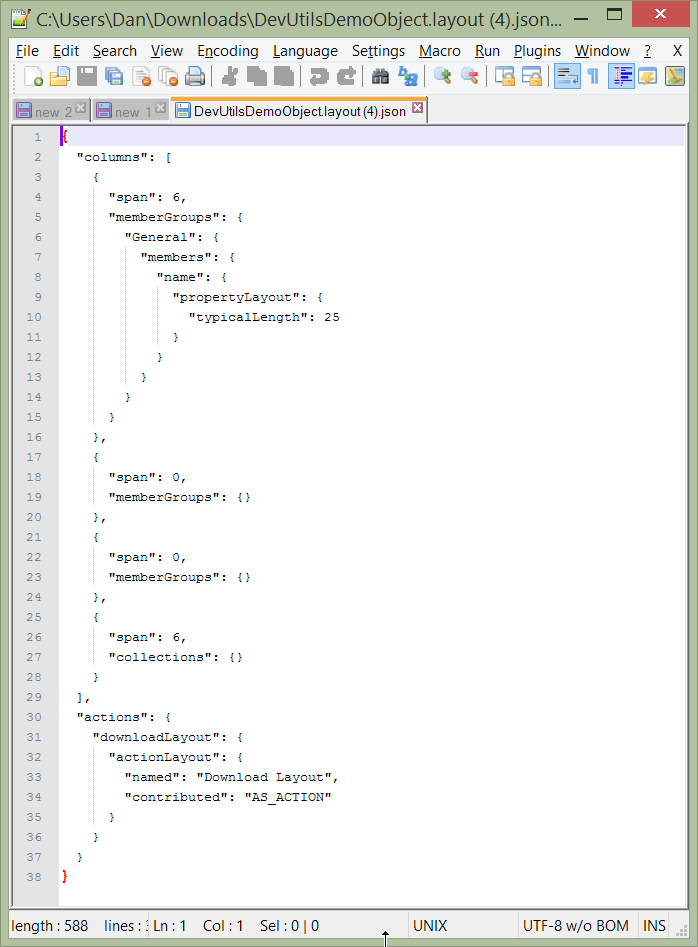 C:\Users\Dan\Downloads\DevUtilsDemoObject.layout (4).json...
File Edit Search View Encoding Language Settings Macro Run Plugins Window ? X
new 2 new 1 DevUtilsDemoObject.layout (4).json
1 {
2 "columns": [
3 {
4 "span": 6,
5 "memberGroups": {
6 "General": {
7 "members": {
8 "name": {
9 "propertyLayout": {
10 "typicalLength": 25
11 }
12 }
13 }
14 }
15 }
16 },
17 {
18 "span": 0,
19 "memberGroups": {}
20 },
21 {
22 "span": 0,
23 "memberGroups": {}
24 },
25 {
26 "span": 6,
27 "collections": {}
28 }
29 ],
30 "actions": {
31 "downloadLayout": {
32 "actionLayout": {
33 "named": "Download Layout",
34 "contributed": "AS_ACTION"
35 }
36 }
37 }
38 }
length : 588 lines : Ln : 1 Col : 1 Sel : 0 | 0 UNIX UTF-8 w/o BOM INS